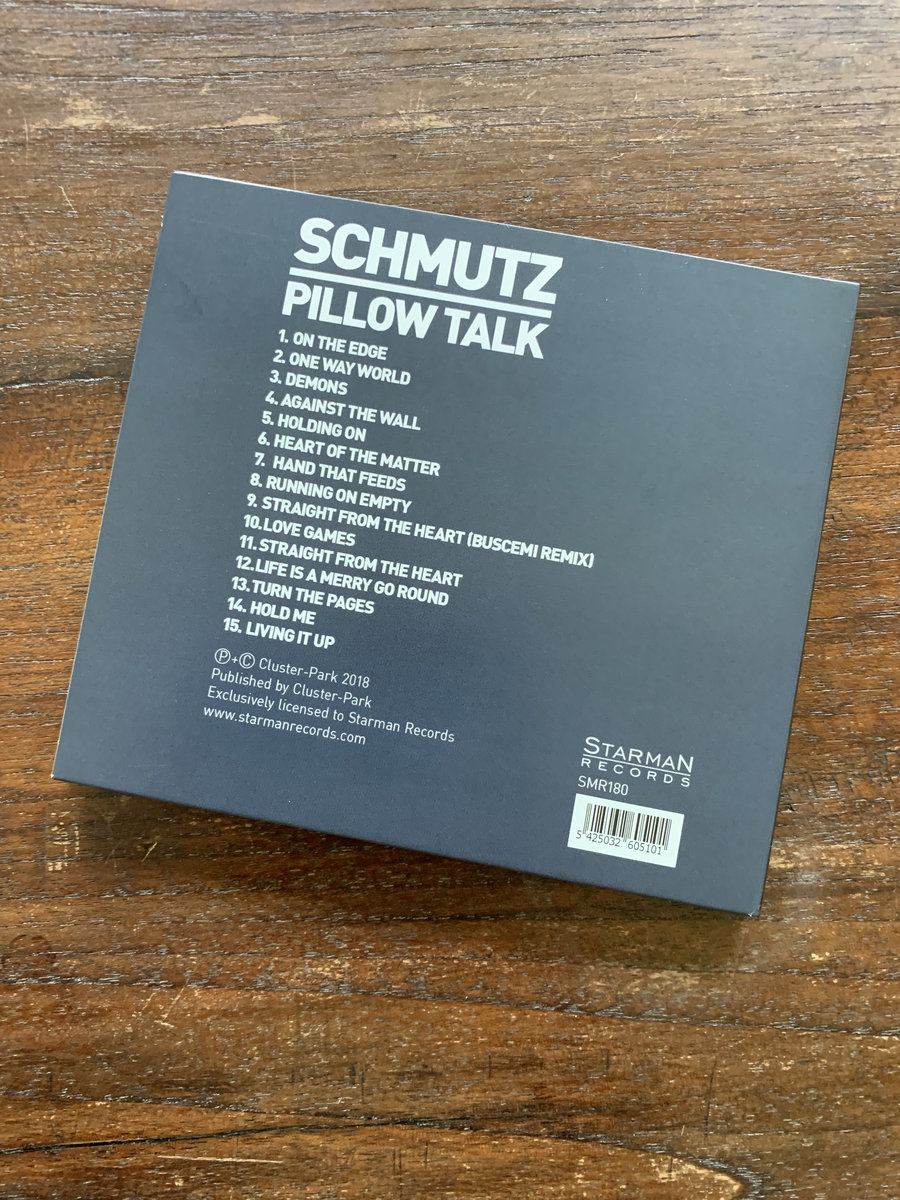 SCHMUTZ
PILLOW TALK
1. ON THE EDGE
2. ONE WAY WORLD
3. DEMONS
4. AGAINST THE WALL
5. HOLDING ON
6. HEART OF THE MATTER
7. HAND THAT FEEDS
8. RUNNING ON EMPTY
9. STRAIGHT FROM THE HEART (BUSCEMI REMIX)
10. LOVE GAMES
11. STRAIGHT FROM THE HEART
12. LIFE IS A MERRY GO ROUND
13. TURN THE PAGES
14. HOLD ME
15. LIVING IT UP
℗+© Cluster-Park 2018
Published by Cluster-Park
Exclusively licensed to Starman Records
www.starmanrecords.com
STARMAN
RECORDS
SMR180
5 425032 605101